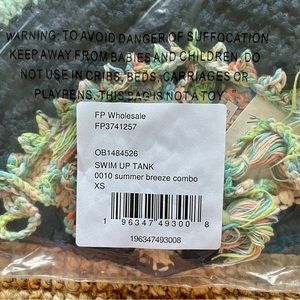 WARNING: TO AVOID DANGER OF SUFFOCATION
KEEP AWAY FROM BABIES AND CHILDREN. DO
NOT USE IN CRIBS, BEDS, CARRIAGES OR
PLAYPENS. THIS BAG IS NOT A TOY."
FP Wholesale
FP3741257
OB1484526
SWIM UP TANK
0010 summer breeze combo
XS
1 96347 49300 8
196347493008